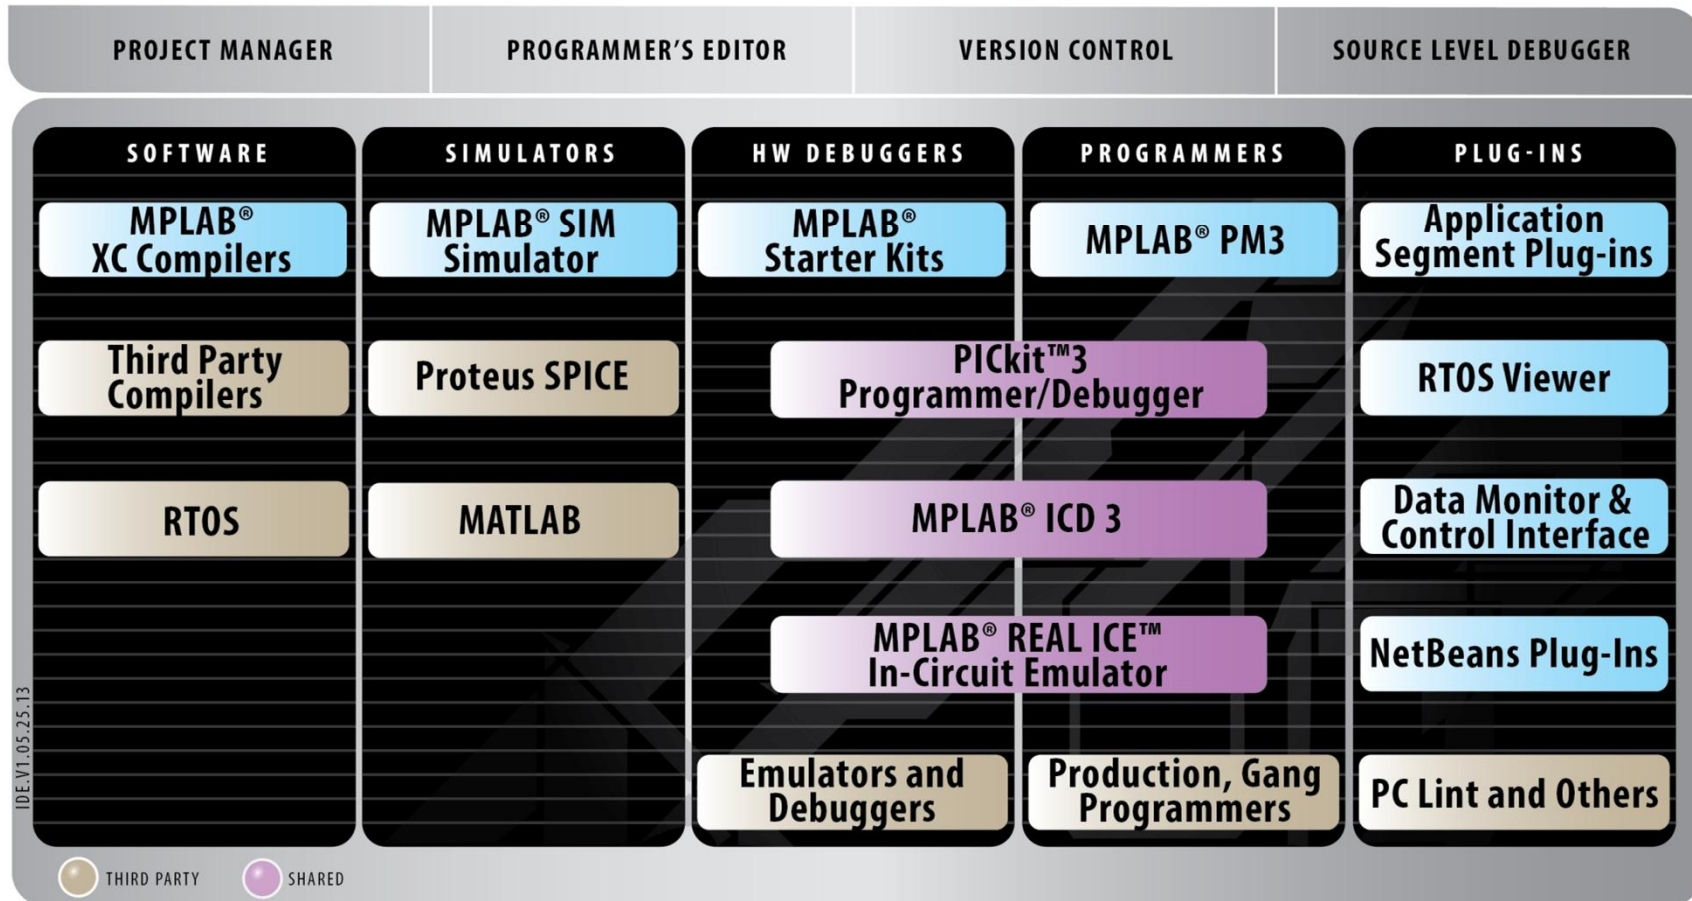 PROJECT MANAGER
PROGRAMMER'S EDITOR
VERSION CONTROL
SOURCE LEVEL DEBUGGER
SOFTWARE
MPLAB®
XC Compilers
Third Party
Compilers
RTOS
SIMULATORS
MPLAB® SIM
Simulator
Proteus SPICE
MATLAB
HW DEBUGGERS
MPLAB®
Starter Kits
PROGRAMMERS
MPLAB® PM3
PICkit™3
Programmer/Debugger
MPLAB® ICD 3
MPLAB® REAL ICE™
In-Circuit Emulator
Emulators and
Debuggers
Production, Gang
Programmers
PLUG-INS
Application
Segment Plug-ins
RTOS Viewer
Data Monitor &
Control Interface
NetBeans Plug-Ins
PC Lint and Others
IDE.V1.05.25.13
THIRD PARTY
SHARED